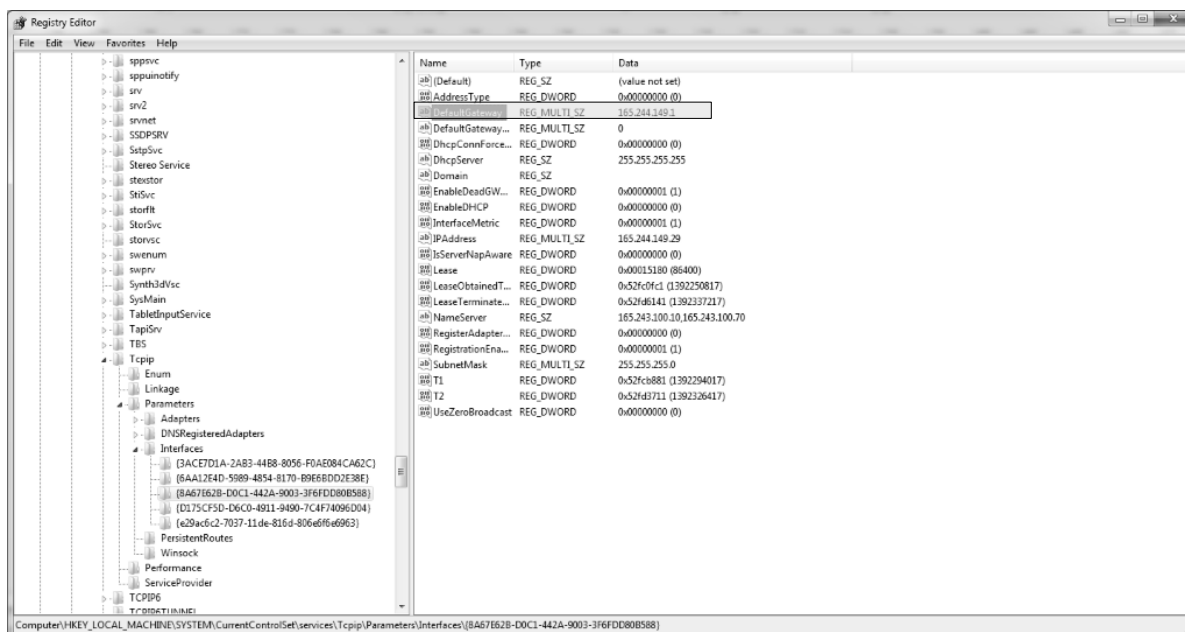 Registry Editor
File Edit View Favorites Help
sppsvc
sppuinotify
srv
srv2
srvnet
SSDPSRV
SstpSvc
Stereo Service
stexstor
StiSvc
storflt
StorSvc
storvsc
swenum
swprv
Synth3dVsc
SysMain
TabletInputService
TapiSrv
TBS
Tcpip
Enum
Linkage
Parameters
Adapters
DNSRegisteredAdapters
Interfaces
{3ACE7D1A-2AB3-44B8-8056-F0AE084CA62C}
{6AA12E4D-5989-4854-8170-B9E6BDD2E38E}
{8A67E62B-D0C1-442A-9003-3F6FDD80B588}
{D175CF5D-D6C0-4911-9490-7C4F74096D04}
{e29ac6c2-7037-11de-816d-806e6f6e6963}
PersistentRoutes
Winsock
Performance
ServiceProvider
TCPIP6
TCPIP6TUNNEL
Name Type Data
(Default) REG_SZ (value not set)
AddressType REG_DWORD 0x00000000 (0)
DefaultGateway REG_MULTI_SZ 165.244.149.1
DefaultGateway... REG_MULTI_SZ 0
DhcpConnForce... REG_DWORD 0x00000000 (0)
DhcpServer REG_SZ 255.255.255.255
Domain REG_SZ
EnableDeadGW... REG_DWORD 0x00000001 (1)
EnableDHCP REG_DWORD 0x00000000 (0)
InterfaceMetric REG_DWORD 0x00000001 (1)
IPAddress REG_MULTI_SZ 165.244.149.29
IsServerNapAware REG_DWORD 0x00000000 (0)
Lease REG_DWORD 0x00015180 (86400)
LeaseObtainedT... REG_DWORD 0x52fc0fc1 (1392250817)
LeaseTerminate... REG_DWORD 0x52fd6141 (1392337217)
NameServer REG_SZ 165.243.100.10,165.243.100.70
RegisterAdapter... REG_DWORD 0x00000000 (0)
RegistrationEna... REG_DWORD 0x00000001 (1)
SubnetMask REG_MULTI_SZ 255.255.255.0
T1 REG_DWORD 0x52fcb881 (1392294017)
T2 REG_DWORD 0x52fd3711 (1392326417)
UseZeroBroadcast REG_DWORD 0x00000000 (0)
Computer\HKEY_LOCAL_MACHINE\SYSTEM\CurrentControlSet\services\Tcpip\Parameters\Interfaces\{8A67E62B-D0C1-442A-9003-3F6FDD80B588}